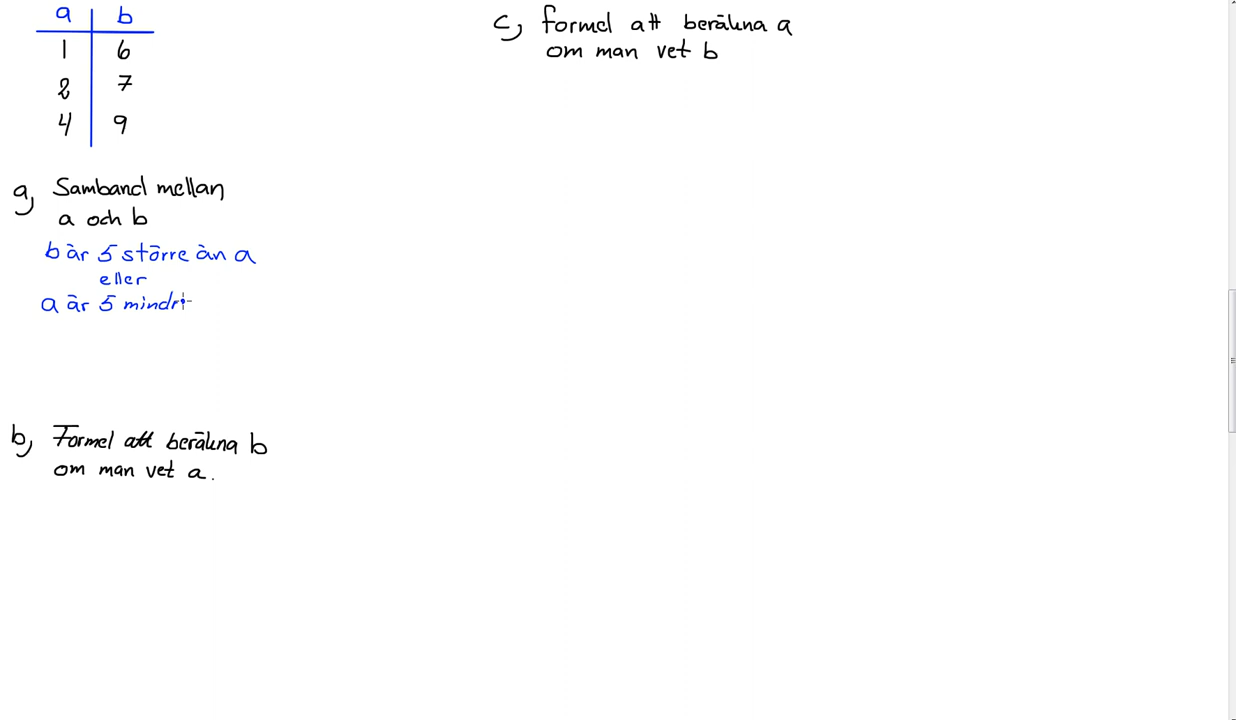 a b
1 6
2 7
4 9
a, Samband mellan
a och b
b är 5 större än a
eller
a är 5 mindr
b, Formel att beräkna b
om man vet a.
c, formel att beräkna a
om man vet b